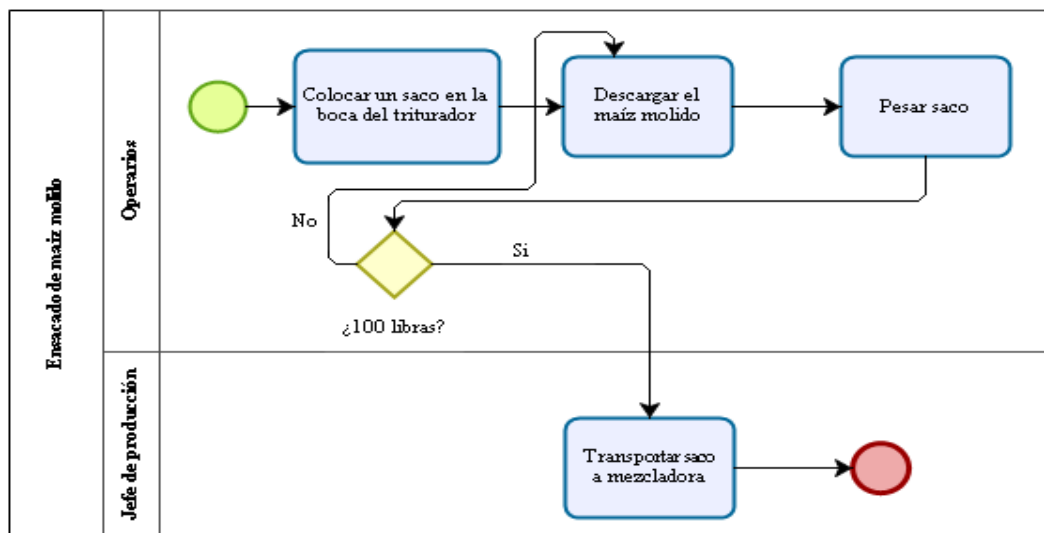 Ensacado de maiz molido
Operarios
Colocar un saco en la
boca del triturador
Descargar el
maíz molido
Pesar saco
No
Si
¿100 libras?
Jefe de producción
Transportar saco
a mezcladora